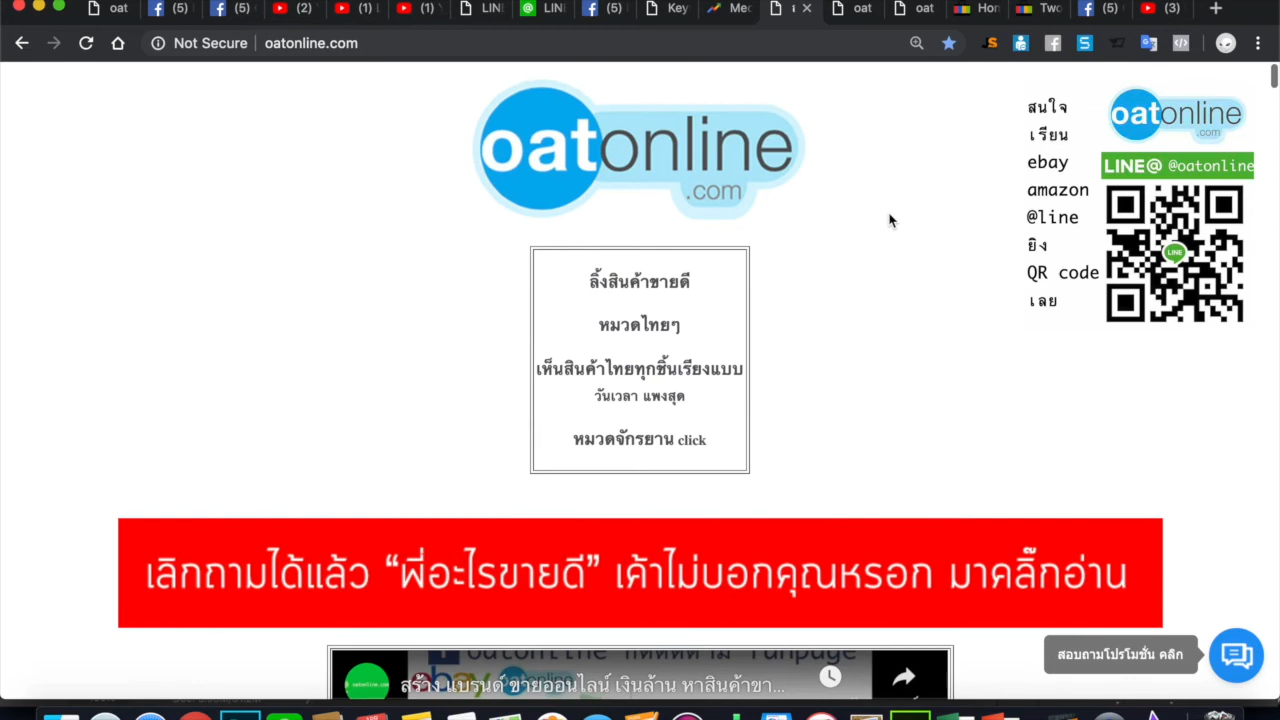 oat
(5)
(5)
(2)
(1) L
(1)
LINE
LINE
(5)
Key
Med
oat
oat
Hon
Two
(5)
(3)
Not Secure
oatonline.com
oatonline
.com
สนใจ
เรียน
ebay
amazon
@line
ยิง
QR code
เลย
oatonline
.com
LINE@ @oatonline
LINE
ลิ้งสินค้าขายดี
หมวดไทยๆ
เห็นสินค้าไทยทุกชิ้นเรียงแบบ
วันเวลา แพงสุด
หมวดจักรยาน click
เลิกถามได้แล้ว “พี่อะไรขายดี” เค้าไม่บอกคุณหรอก มาคลิ๊กอ่าน
สร้าง แบรนด์ ขายออนไลน์ เงินล้าน หาสินค้าขา...
สอบถามโปรโมชั่น คลิก